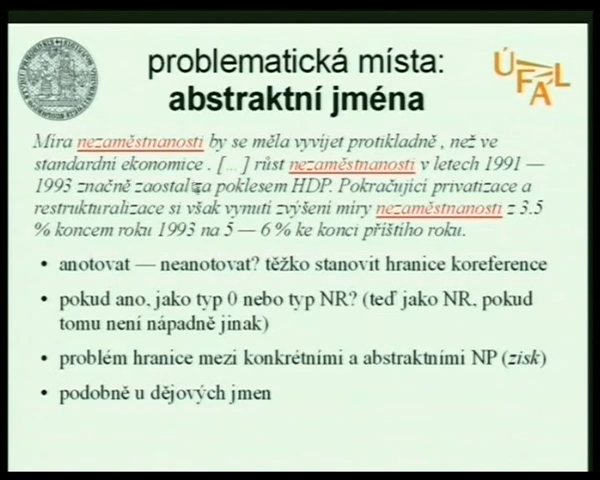 problematická místa:
abstraktní jména
ÚFAL
Míra nezaměstnanosti by se měla vyvíjet protikladně , než ve
standardní ekonomice . [...] růst nezaměstnanosti v letech 1991 —
1993 značně zaostal za poklesem HDP. Pokračující privatizace a
restrukturalizace si však vynutí zvýšení míry nezaměstnanosti z 3.5
% koncem roku 1993 na 5 — 6 % ke konci příštího roku.
• anotovat — neanotovat? těžko stanovit hranice koreference
• pokud ano, jako typ 0 nebo typ NR? (teď jako NR, pokud
tomu není nápadně jinak)
• problém hranice mezi konkrétními a abstraktními NP (zisk)
• podobně u dějových jmen